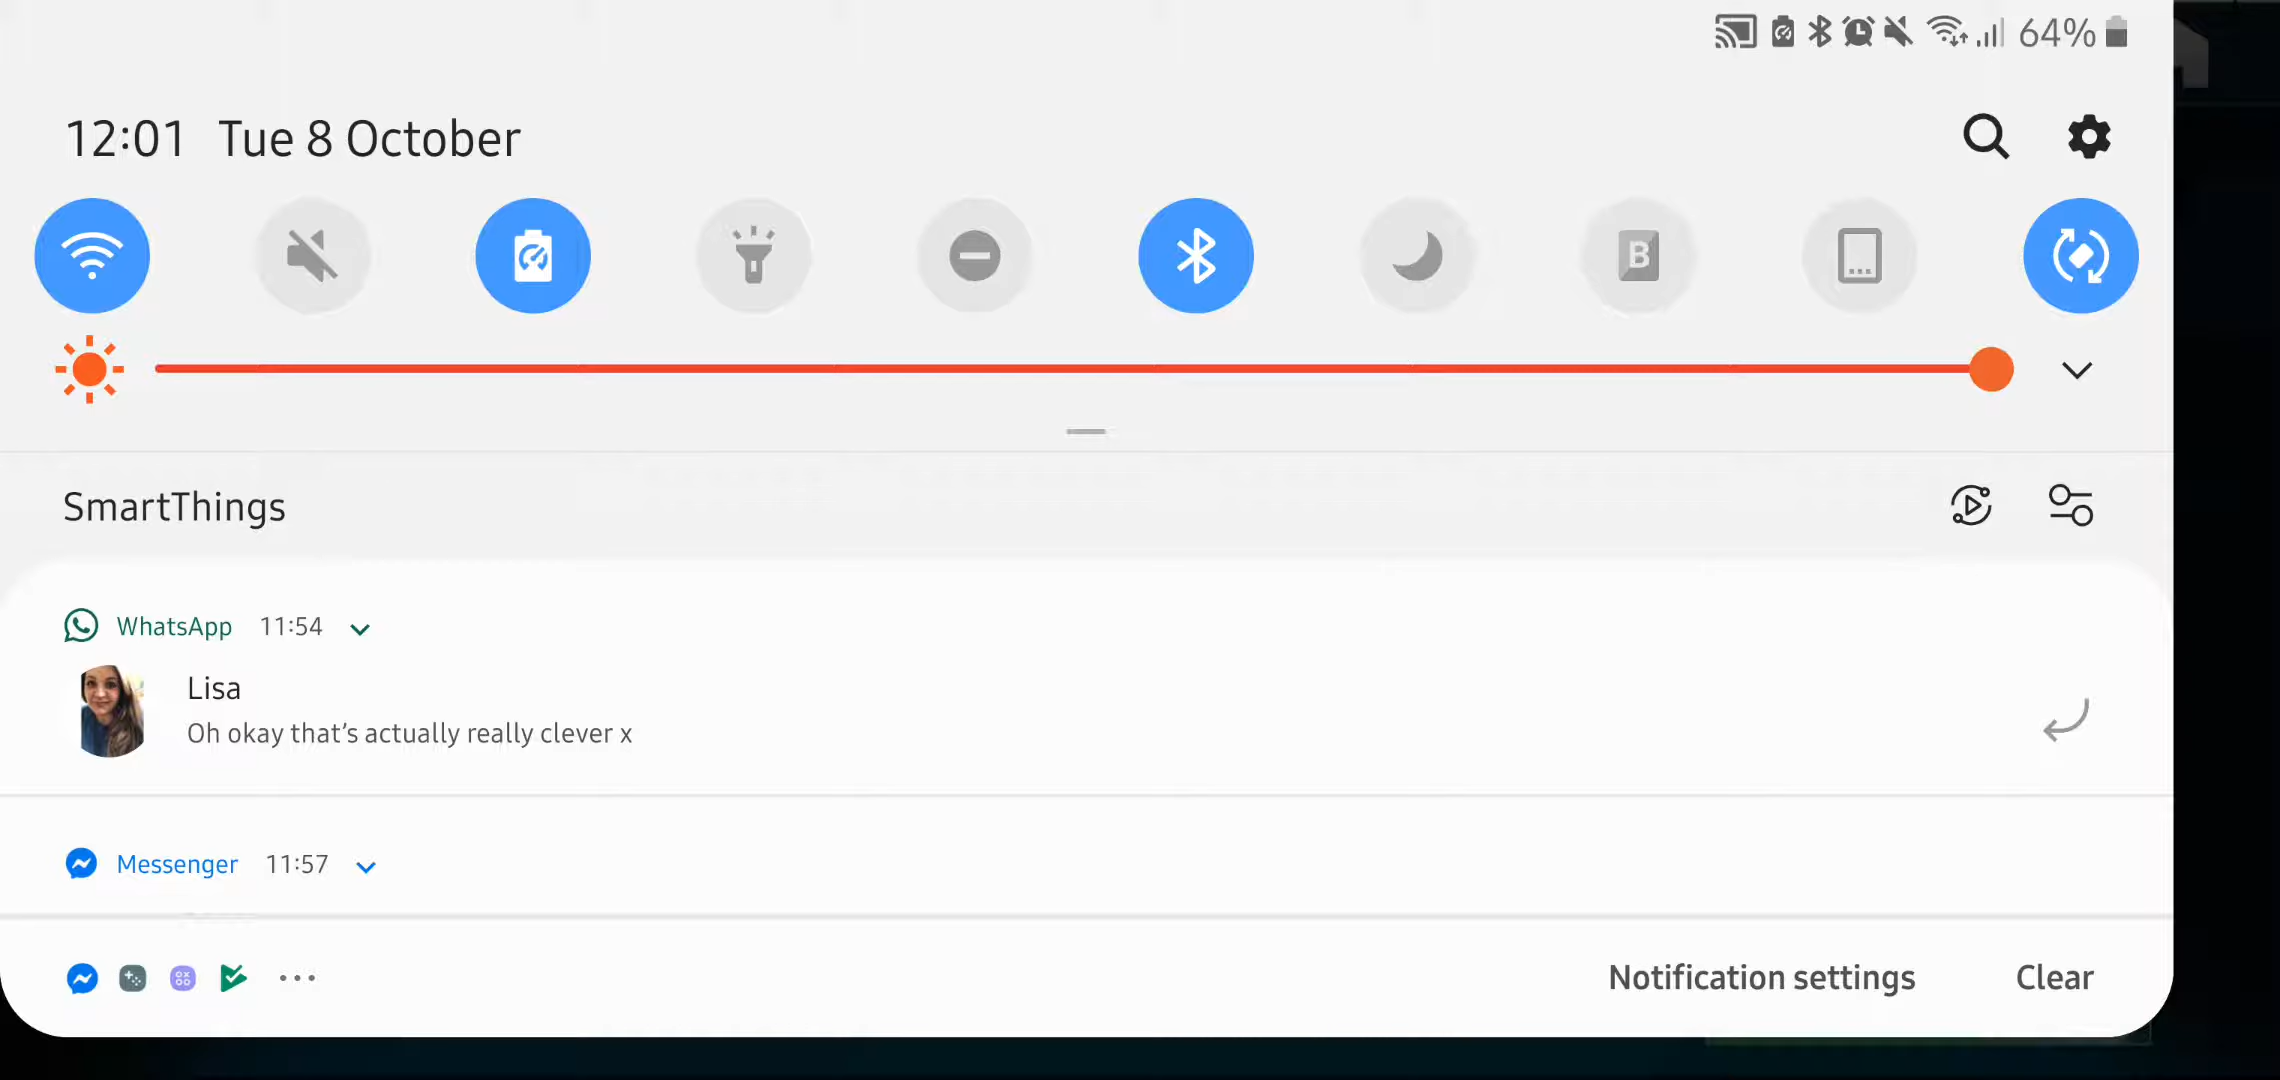 64%
12:01 Tue 8 October
B
SmartThings
WhatsApp 11:54
Lisa
Oh okay that’s actually really clever x
Messenger 11:57
Notification settings Clear